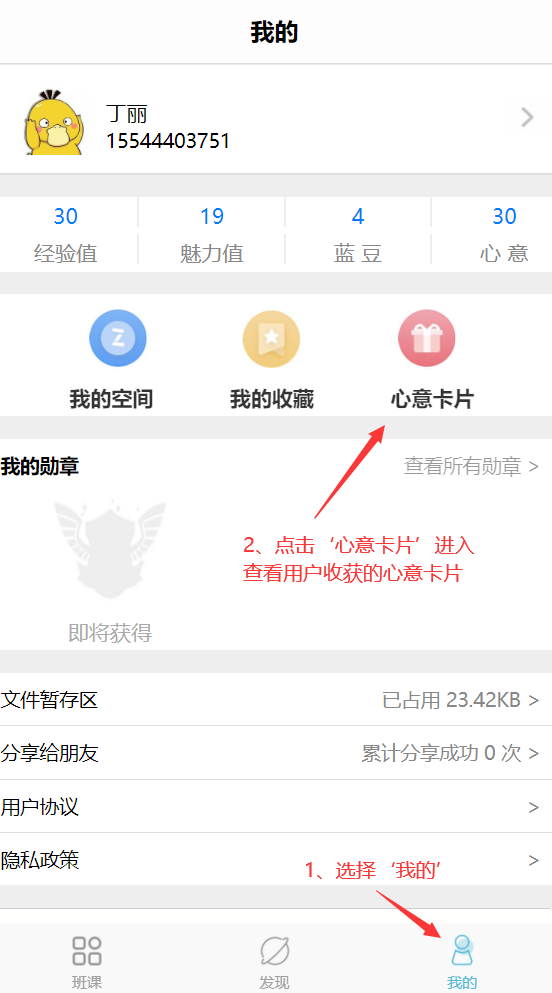 我的
丁丽
15544403751
30 19 4 30
经验值 魅力值 蓝 豆 心 意
我的空间 我的收藏 心意卡片
我的勋章 查看所有勋章 >
2、点击‘心意卡片’进入
查看用户收获的心意卡片
即将获得
文件暂存区 已占用 23.42KB >
分享给朋友 累计分享成功 0 次 >
用户协议 >
隐私政策 >
1、选择‘我的’
班课 发现 我的